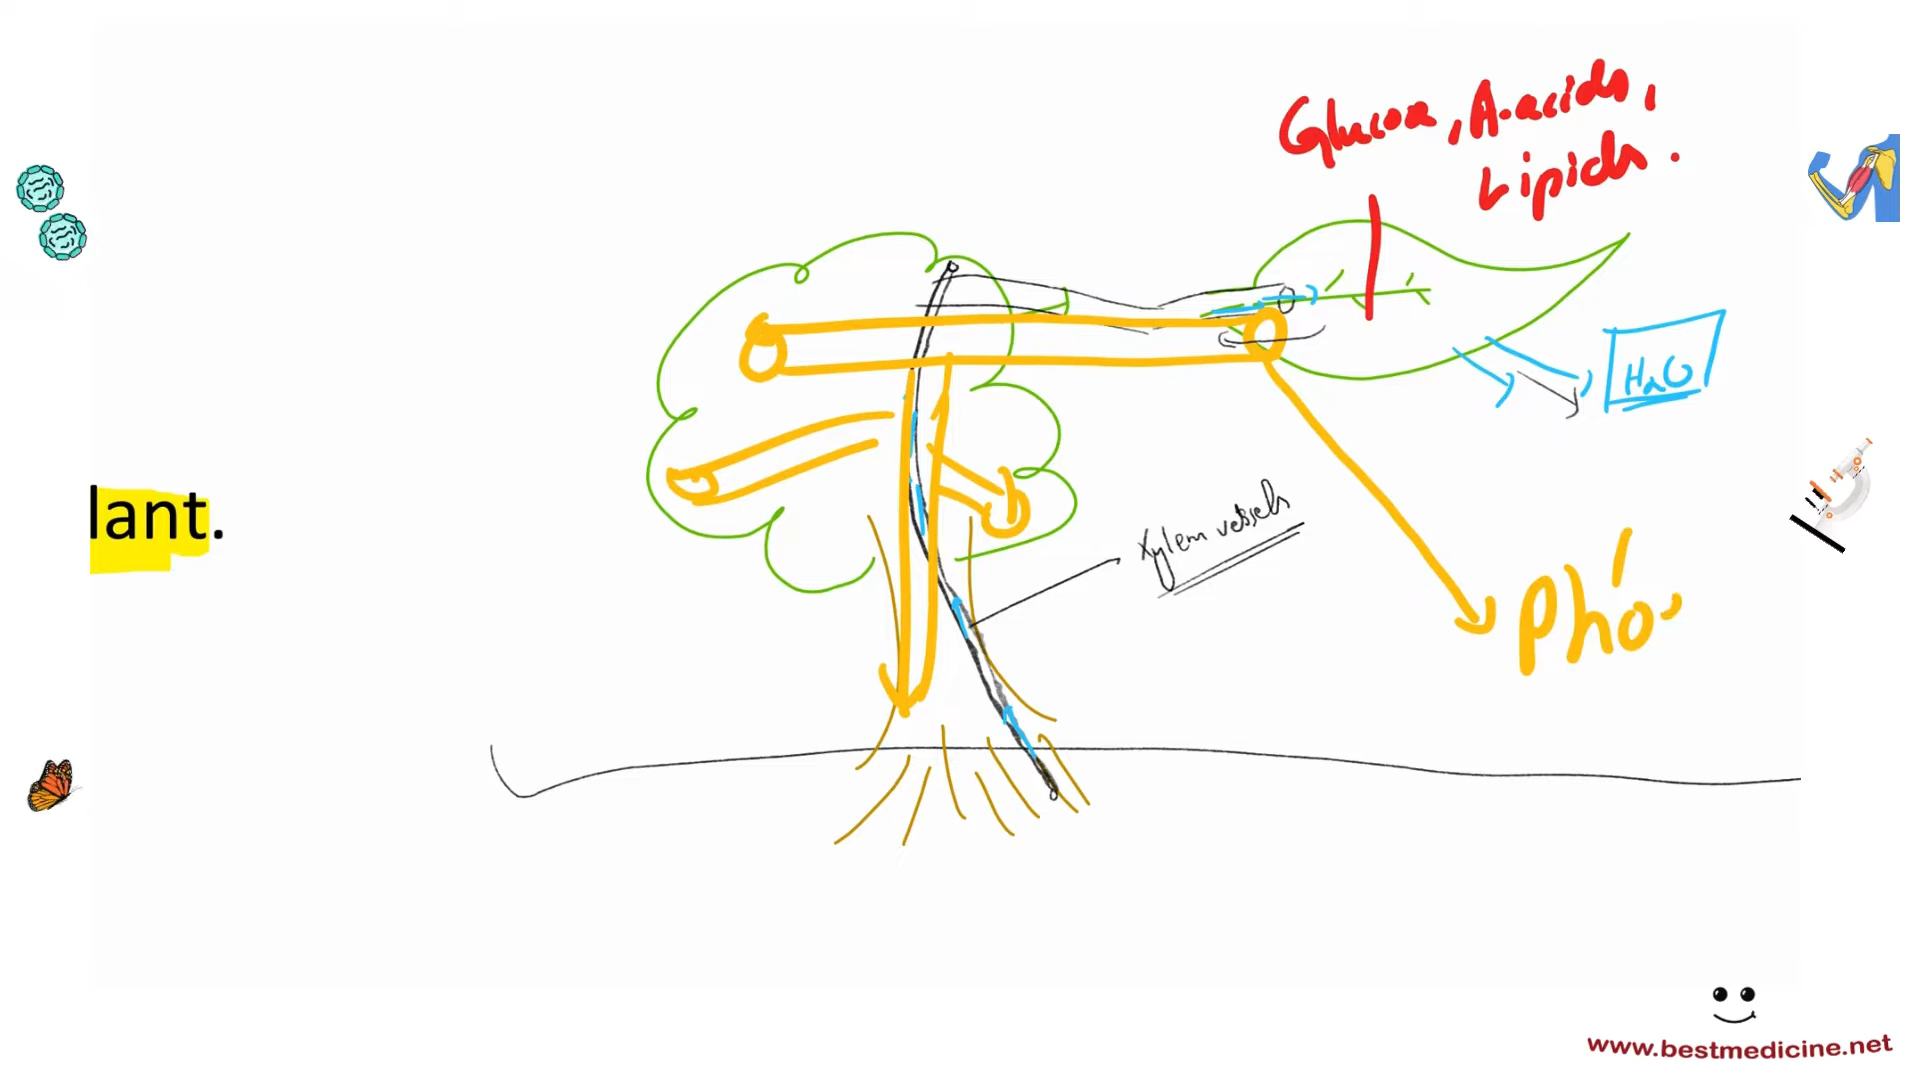 Glucose, A.acids,
Lipids.
H2O
lant.
Xylem vessels
Phlo
www.bestmedicine.net